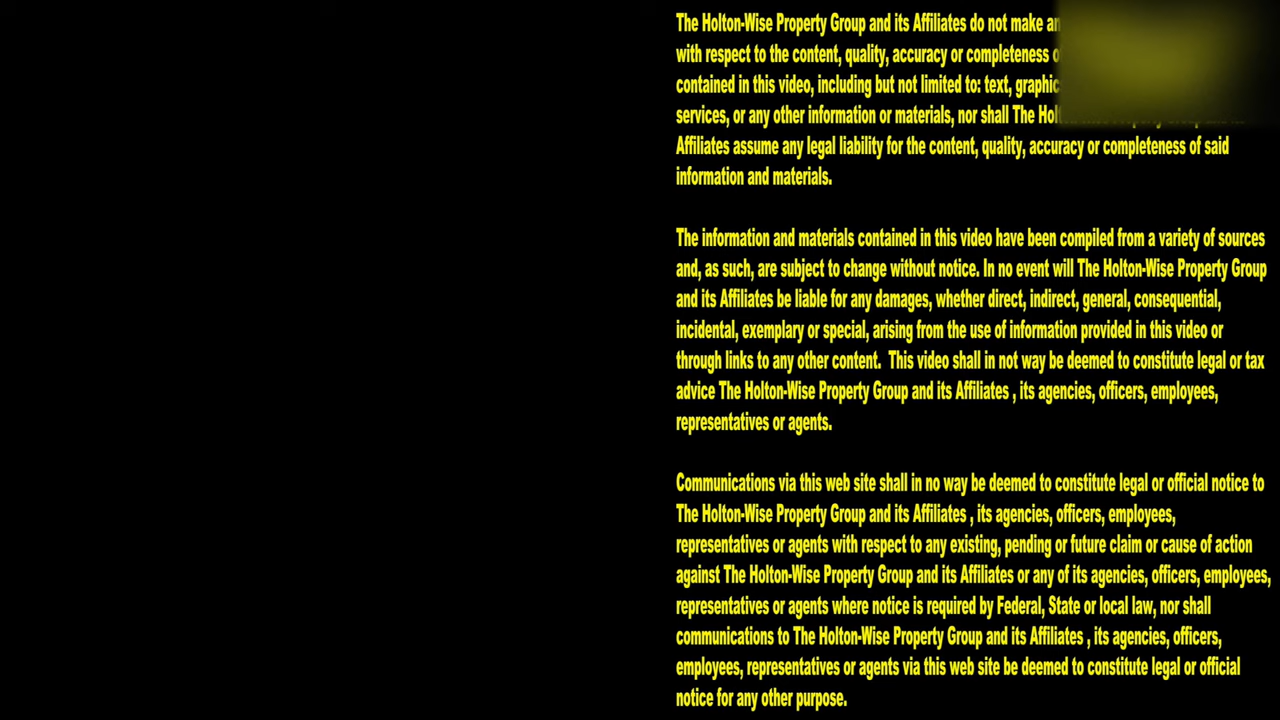 The Holton-Wise Property Group and its Affiliates do not make an
with respect to the content, quality, accuracy or completeness
contained in this video, including but not limited to: text, graphic
services, or any other information or materials, nor shall The Holton-Wise Property Group and its
Affiliates assume any legal liability for the content, quality, accuracy or completeness of said
information and materials.
The information and materials contained in this video have been compiled from a variety of sources
and, as such, are subject to change without notice. In no event will The Holton-Wise Property Group
and its Affiliates be liable for any damages, whether direct, indirect, general, consequential,
incidental, exemplary or special, arising from the use of information provided in this video or
through links to any other content. This video shall in not way be deemed to constitute legal or tax
advice The Holton-Wise Property Group and its Affiliates , its agencies, officers, employees,
representatives or agents.
Communications via this web site shall in no way be deemed to constitute legal or official notice to
The Holton-Wise Property Group and its Affiliates , its agencies, officers, employees,
representatives or agents with respect to any existing, pending or future claim or cause of action
against The Holton-Wise Property Group and its Affiliates or any of its agencies, officers, employees,
representatives or agents where notice is required by Federal, State or local law, nor shall
communications to The Holton-Wise Property Group and its Affiliates , its agencies, officers,
employees, representatives or agents via this web site be deemed to constitute legal or official
notice for any other purpose.